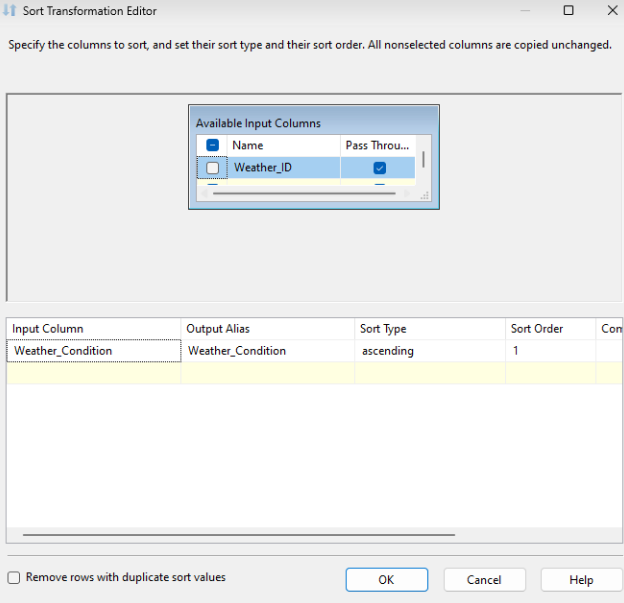 Sort Transformation Editor
Specify the columns to sort, and set their sort type and their sort order. All nonselected columns are copied unchanged.
Available Input Columns
Name Pass Throu...
Weather_ID
Input Column Output Alias Sort Type Sort Order Com
Weather_Condition Weather_Condition ascending 1
Remove rows with duplicate sort values OK Cancel Help